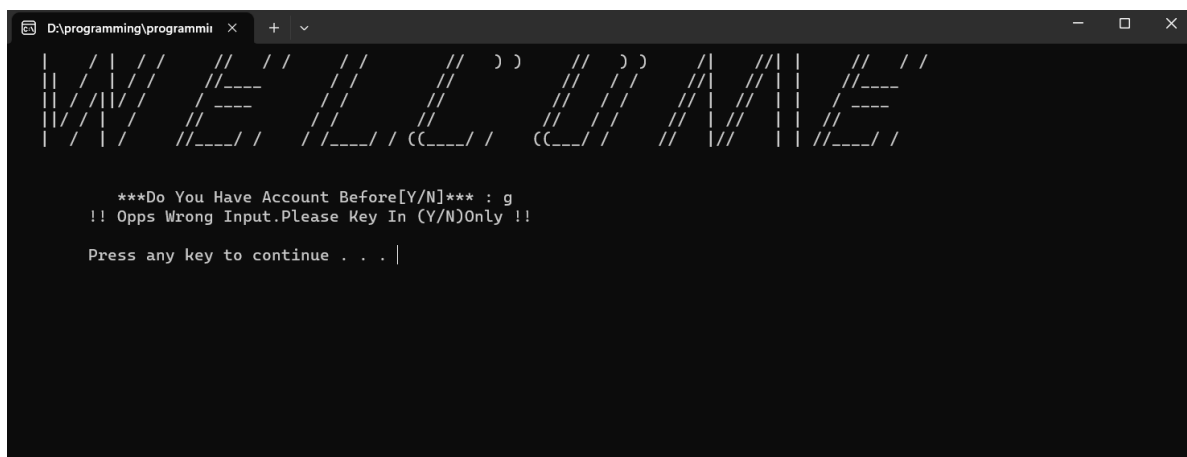 D:\programming\programmi
WELCOME
***Do You Have Account Before[Y/N]*** : g
!! Opps Wrong Input.Please Key In (Y/N)Only !!
Press any key to continue . . .